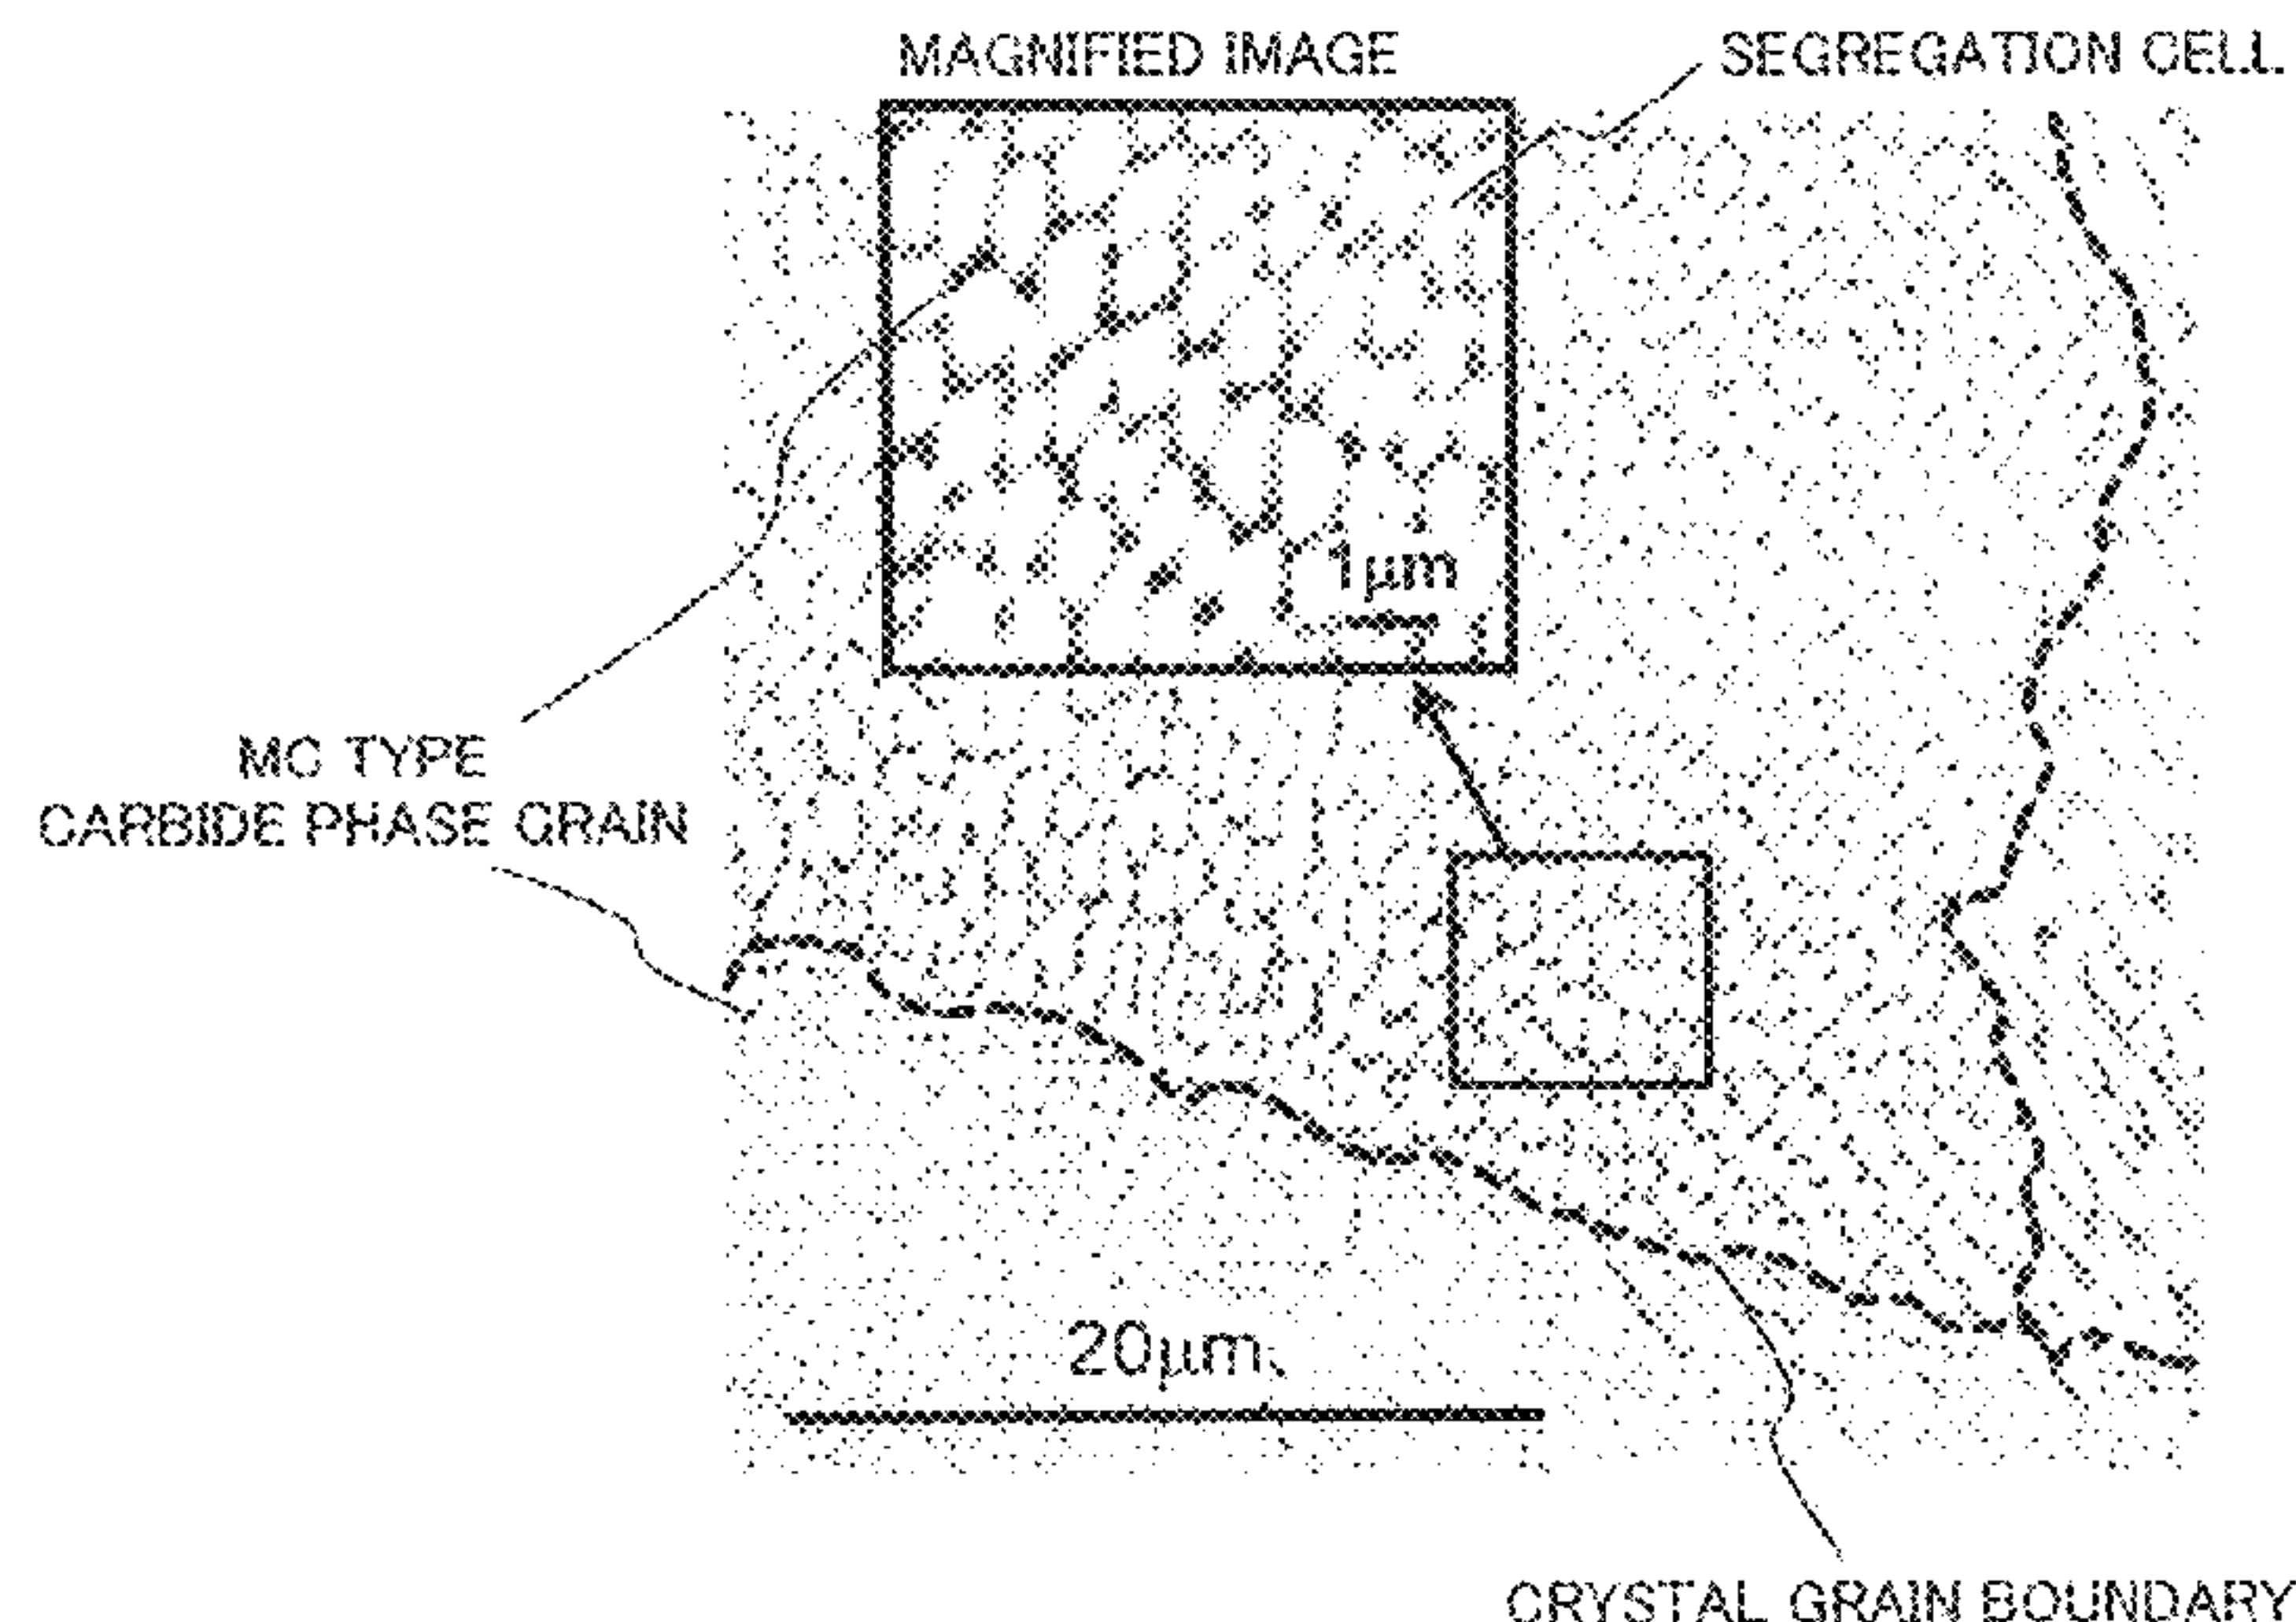 MAGNIFIED IMAGE
SEGREGATION CELL
1μm
MC TYPE
CARBIDE PHASE GRAIN
20μm
CRYSTAL GRAIN BOUNDARY